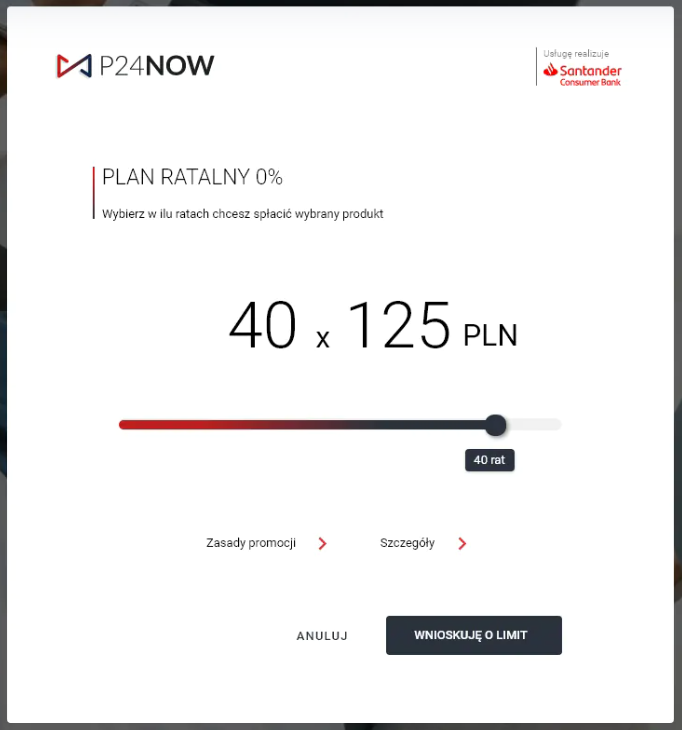 P24NOW
Usługę realizuje
Santander
Consumer Bank
PLAN RATALNY 0%
Wybierz w ilu ratach chcesz spłacić wybrany produkt
40 x 125 PLN
40 rat
Zasady promocji
Szczegóły
ANULUJ
WNIOSKUJĘ O LIMIT